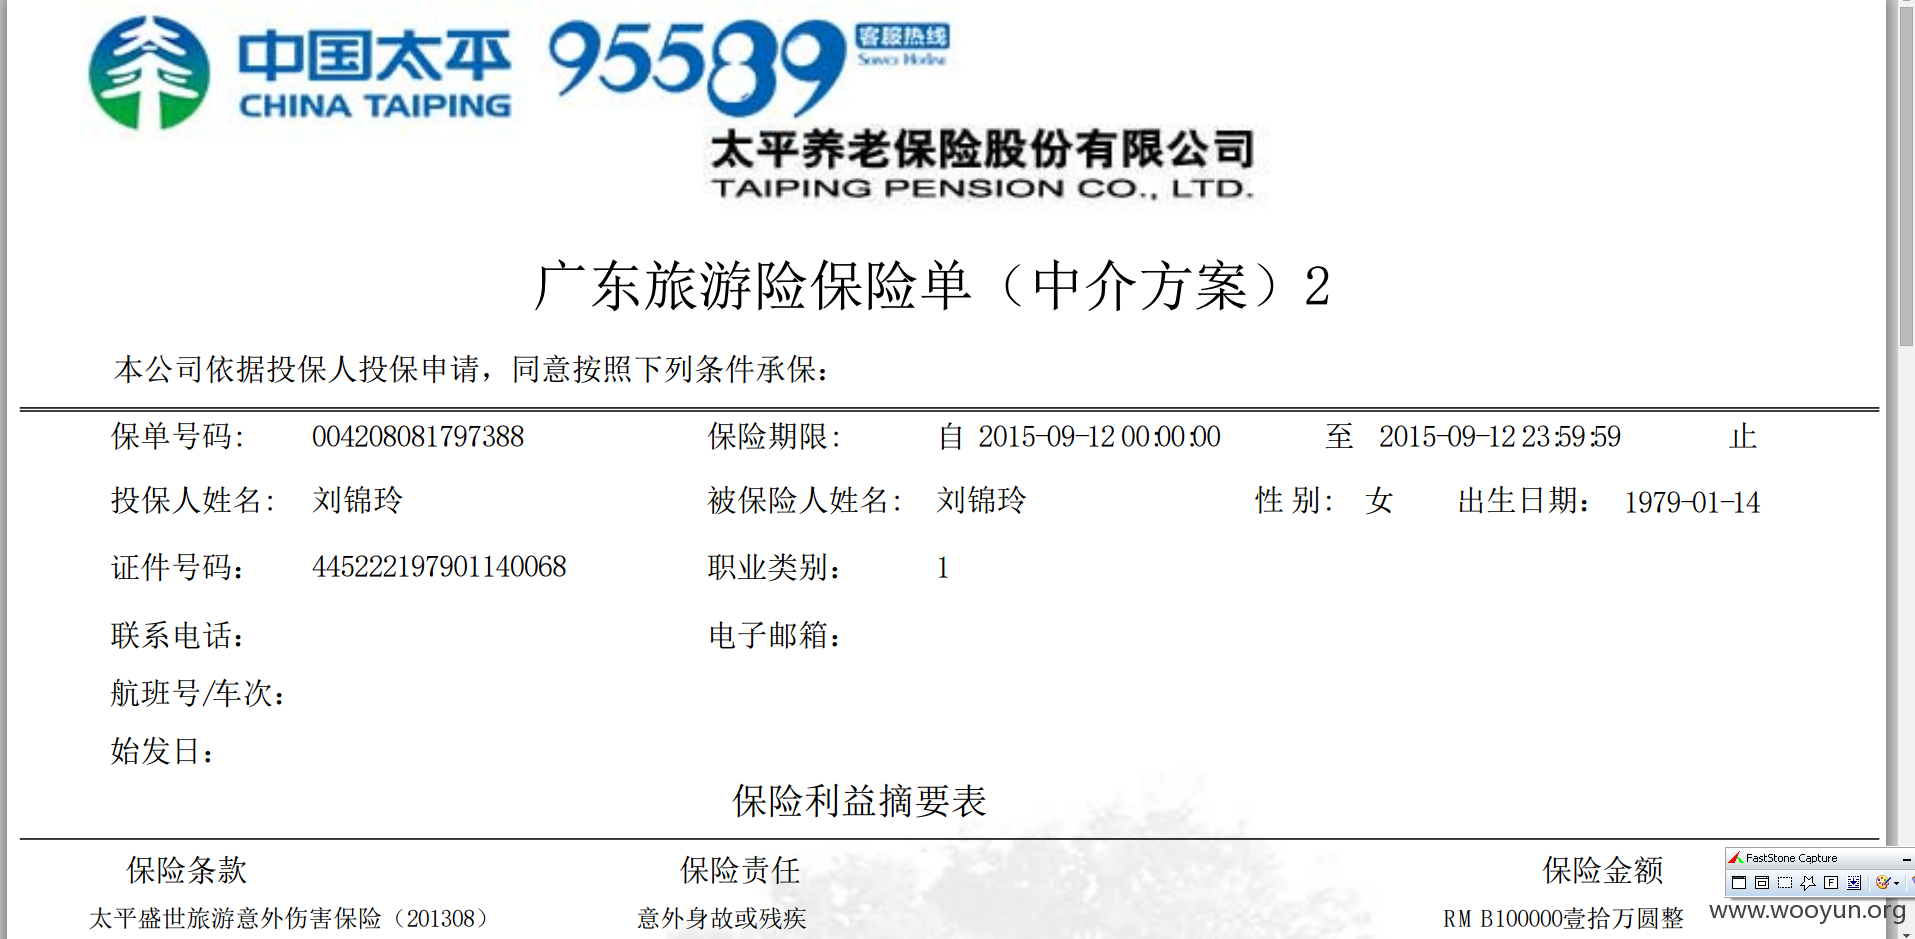 中国太平 95589 客服热线
CHINA TAIPING Service Hotline
太平养老保险股份有限公司
TAIPING PENSION CO., LTD.
广东旅游险保险单（中介方案）2
本公司依据投保人投保申请，同意按照下列条件承保：
保单号码： 004208081797388 保险期限： 自 2015-09-12 00:00:00 至 2015-09-12 23:59:59 止
投保人姓名： 刘锦玲 被保险人姓名： 刘锦玲 性别： 女 出生日期： 1979-01-14
证件号码： 445222197901140068 职业类别： 1
联系电话： 电子邮箱：
航班号/车次：
始发日：
保险利益摘要表
保险条款 保险责任 保险金额
太平盛世旅游意外伤害保险（201308） 意外身故或残疾 RMB100000壹拾万圆整
FastStone Capture
www.wooyun.org